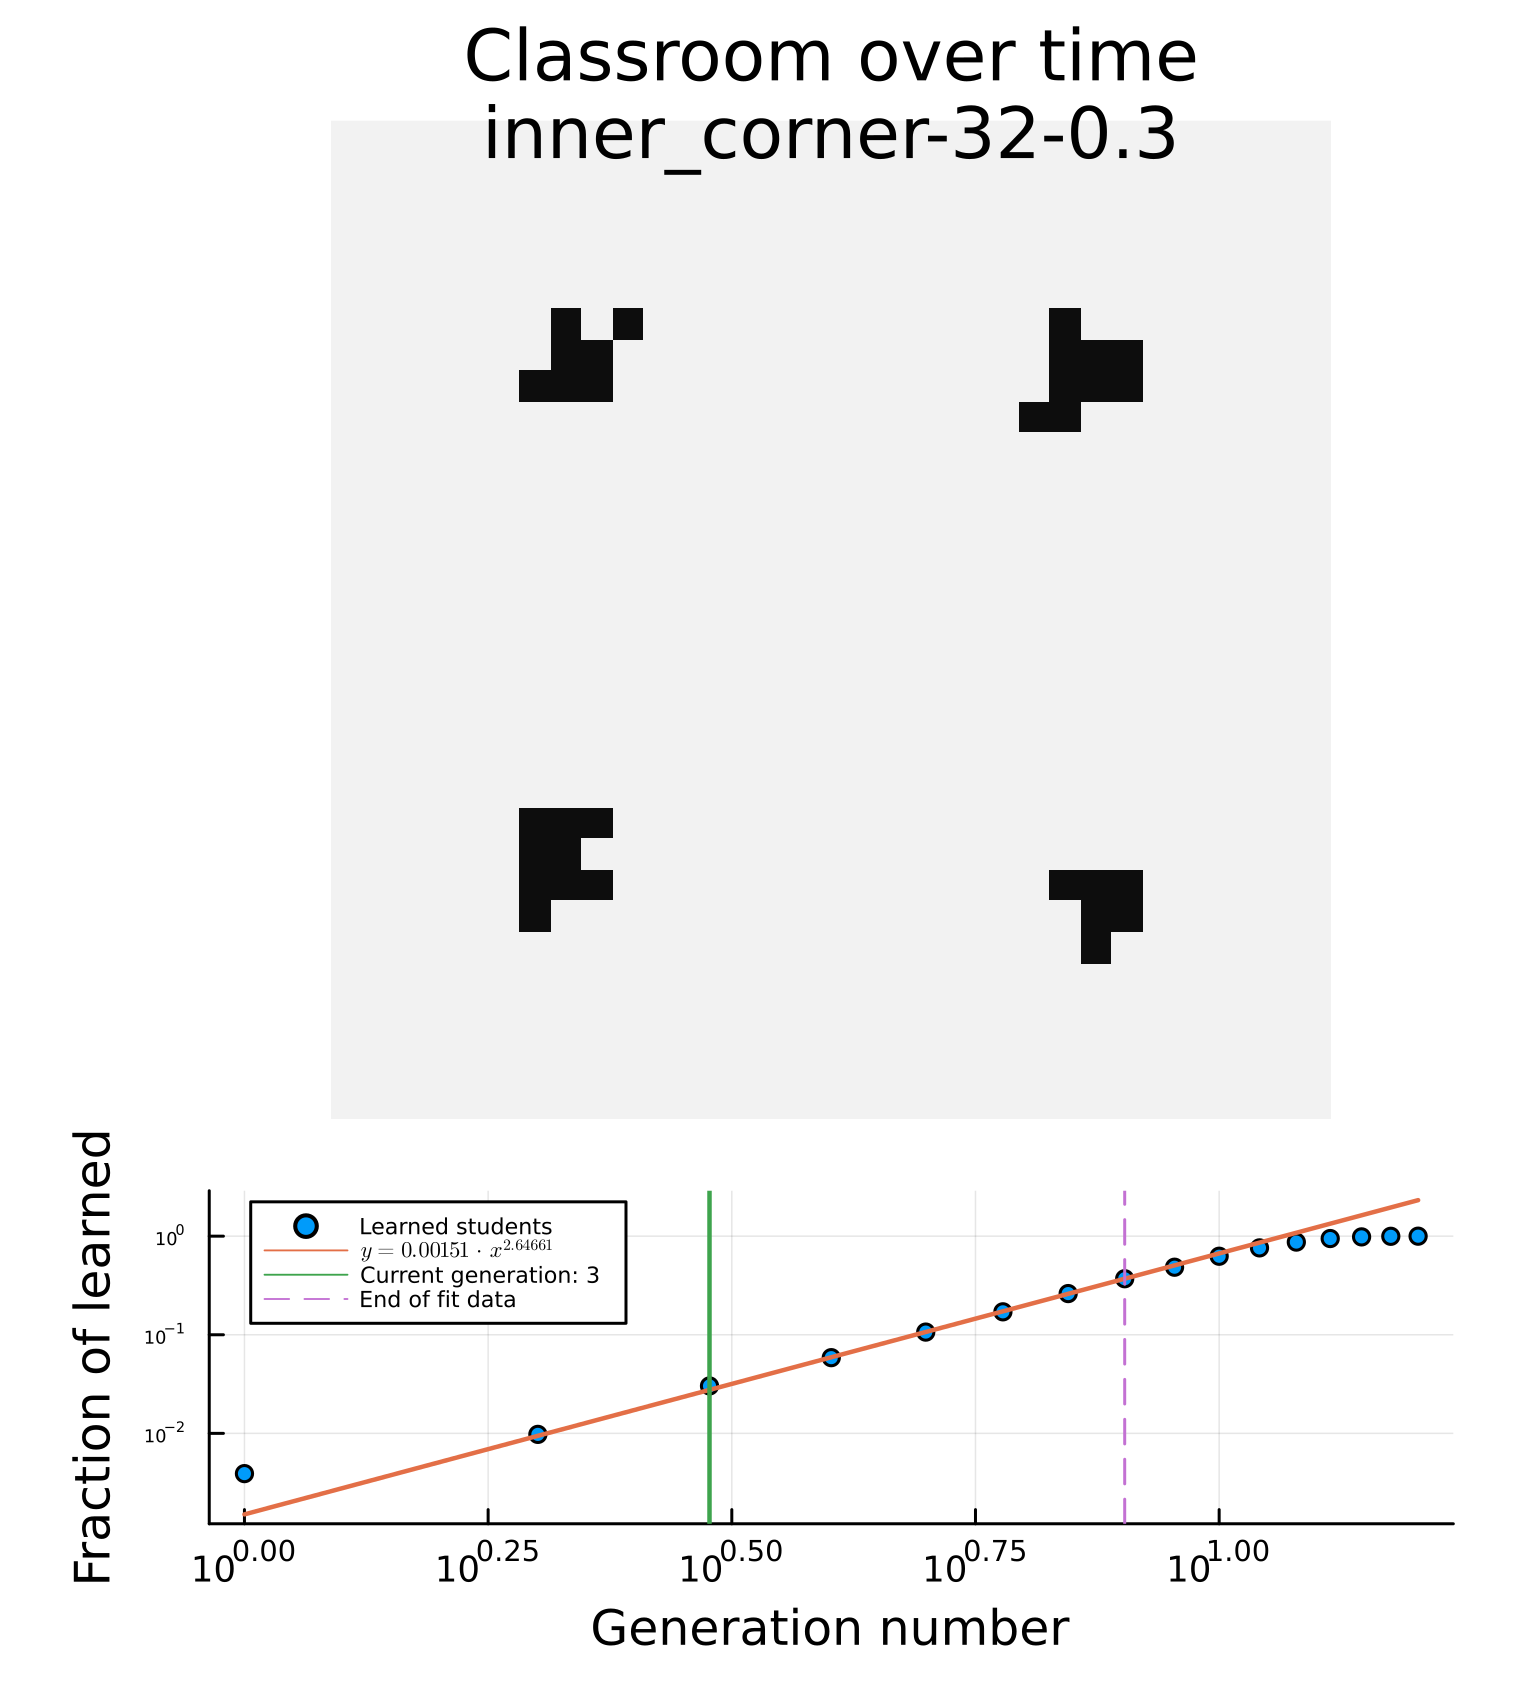 Classroom over time
inner_corner-32-0.3
Fraction of learned
Learned students
y = 0.00151 · x^2.64661
Current generation: 3
End of fit data
10^0
10^−1
10^−2
10^0.00 10^0.25 10^0.50 10^0.75 10^1.00
Generation number